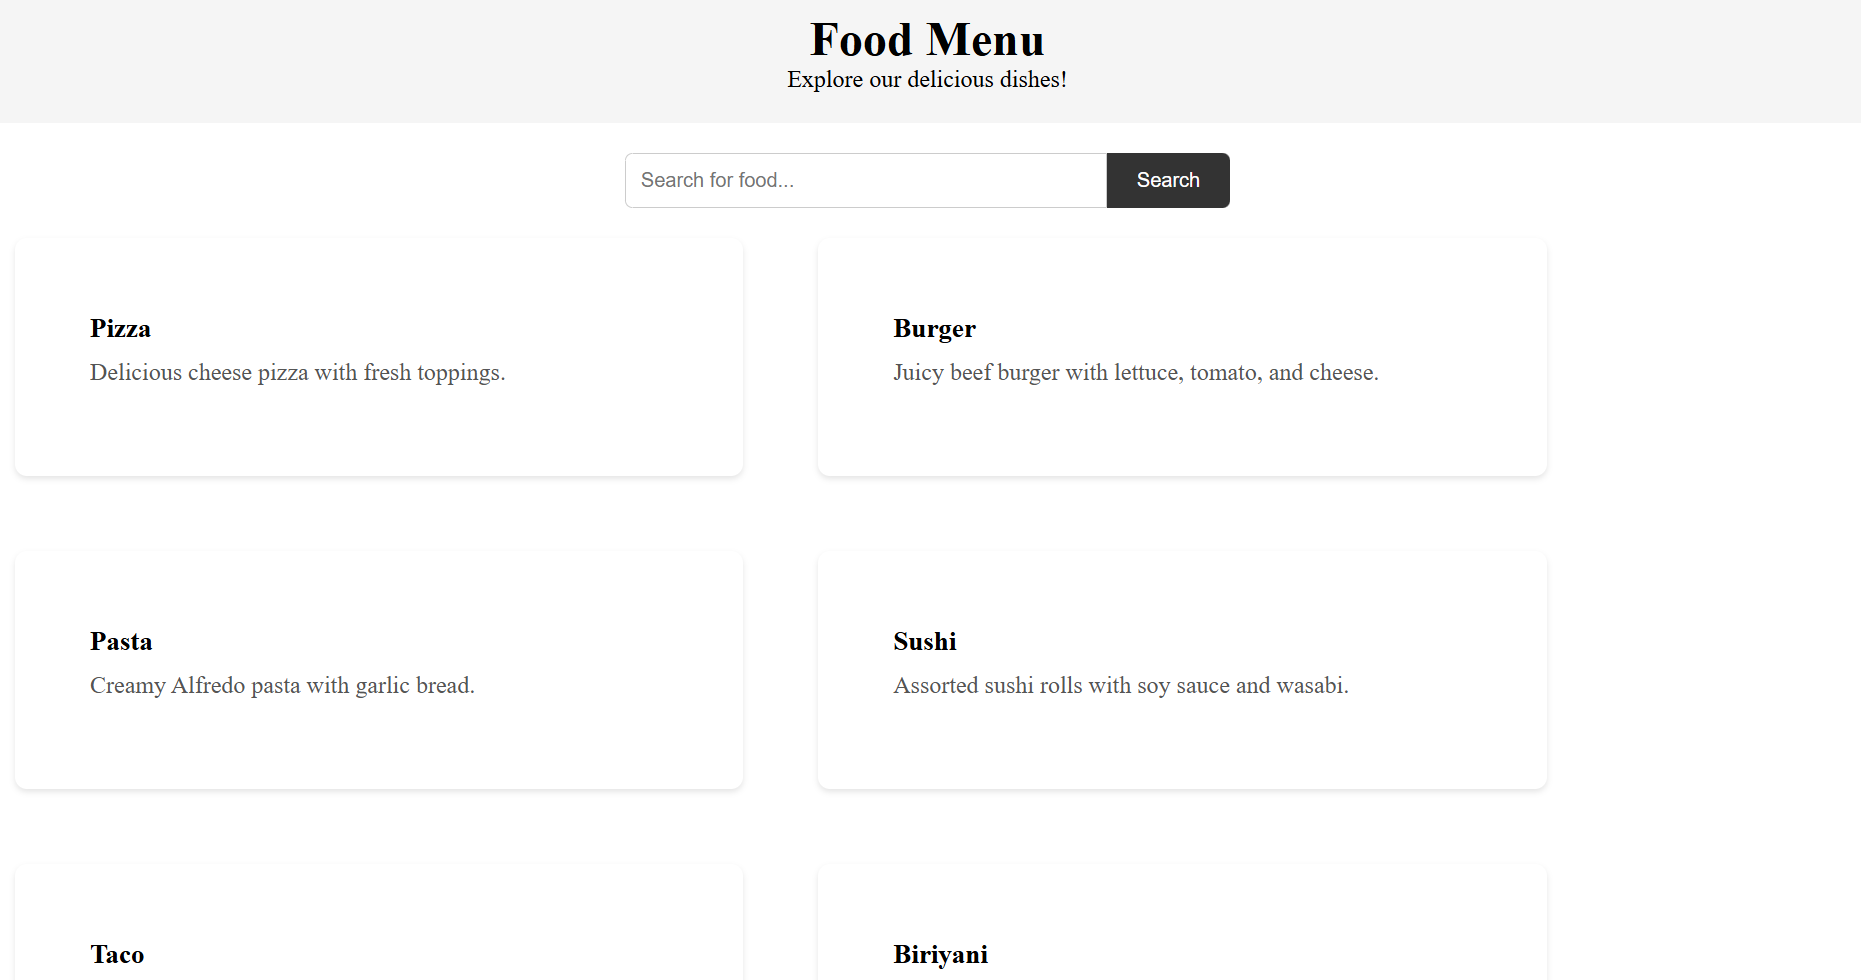 Food Menu
Explore our delicious dishes!
Search for food...
Search
Pizza
Delicious cheese pizza with fresh toppings.
Burger
Juicy beef burger with lettuce, tomato, and cheese.
Pasta
Creamy Alfredo pasta with garlic bread.
Sushi
Assorted sushi rolls with soy sauce and wasabi.
Taco
Biriyani